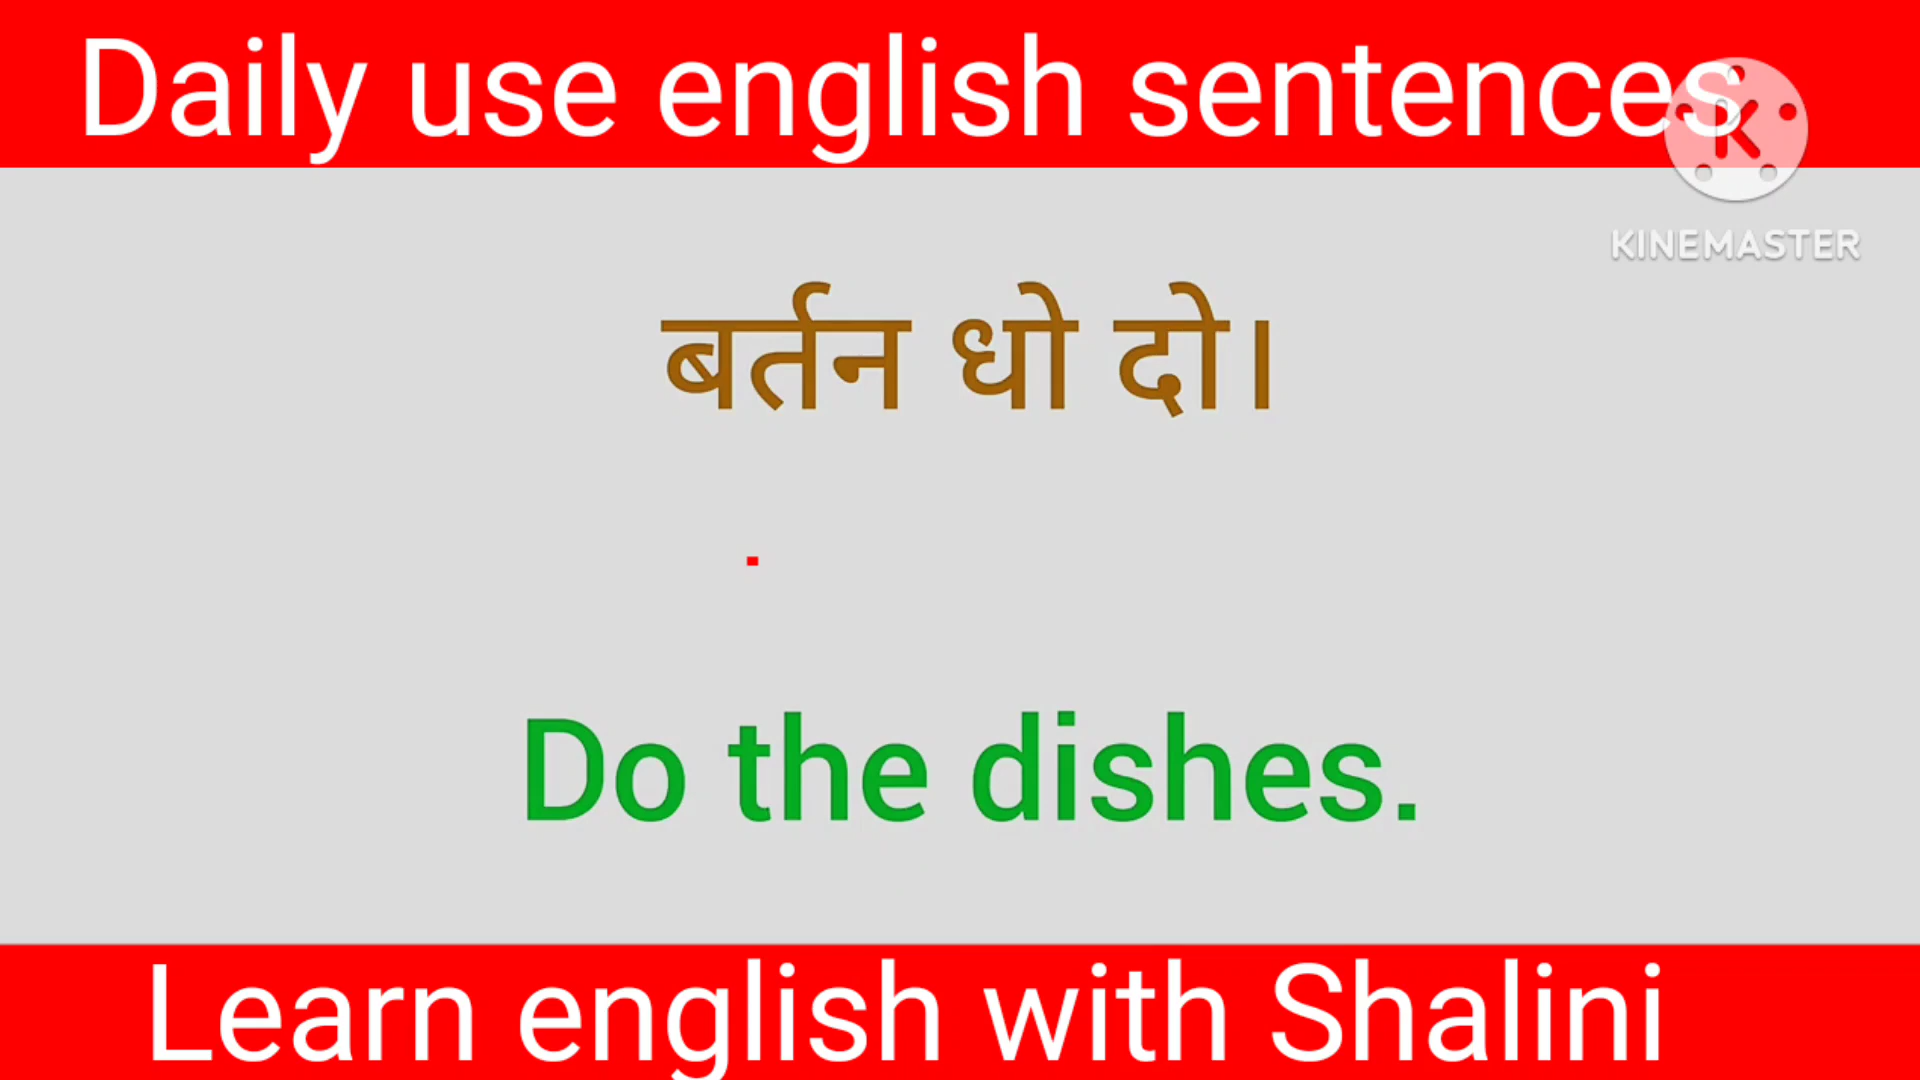 Daily use english sentences
K
KINEMASTER
बर्तन धो दो।
Do the dishes.
Learn english with Shalini